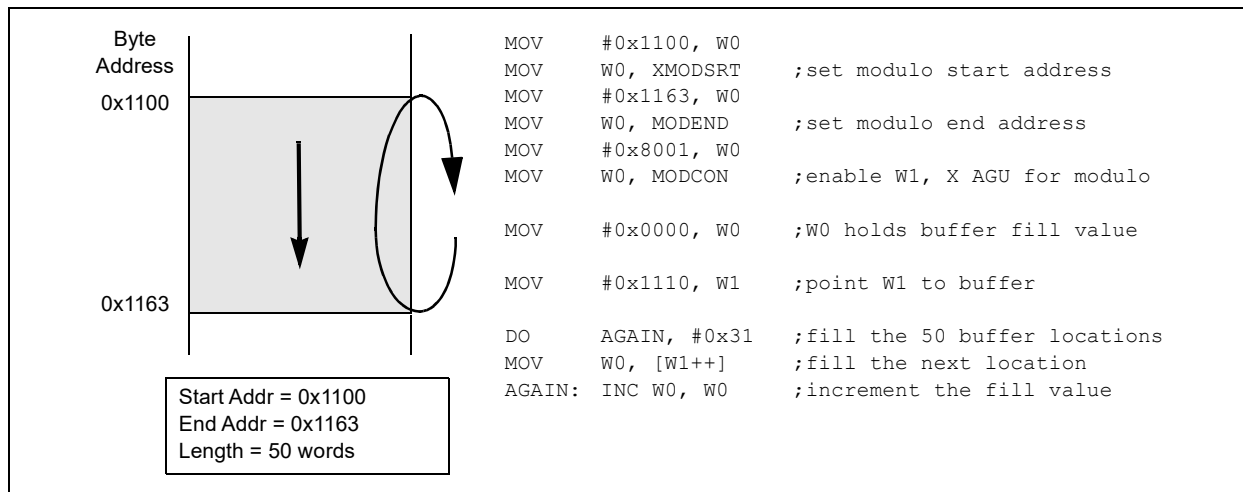 Byte
Address
0x1100
0x1163
Start Addr = 0x1100
End Addr = 0x1163
Length = 50 words
MOV #0x1100, W0
MOV W0, XMODSRT ;set modulo start address
MOV #0x1163, W0
MOV W0, MODEND ;set modulo end address
MOV #0x8001, W0
MOV W0, MODCON ;enable W1, X AGU for modulo
MOV #0x0000, W0 ;W0 holds buffer fill value
MOV #0x1110, W1 ;point W1 to buffer
DO AGAIN, #0x31 ;fill the 50 buffer locations
MOV W0, [W1++] ;fill the next location
AGAIN: INC W0, W0 ;increment the fill value